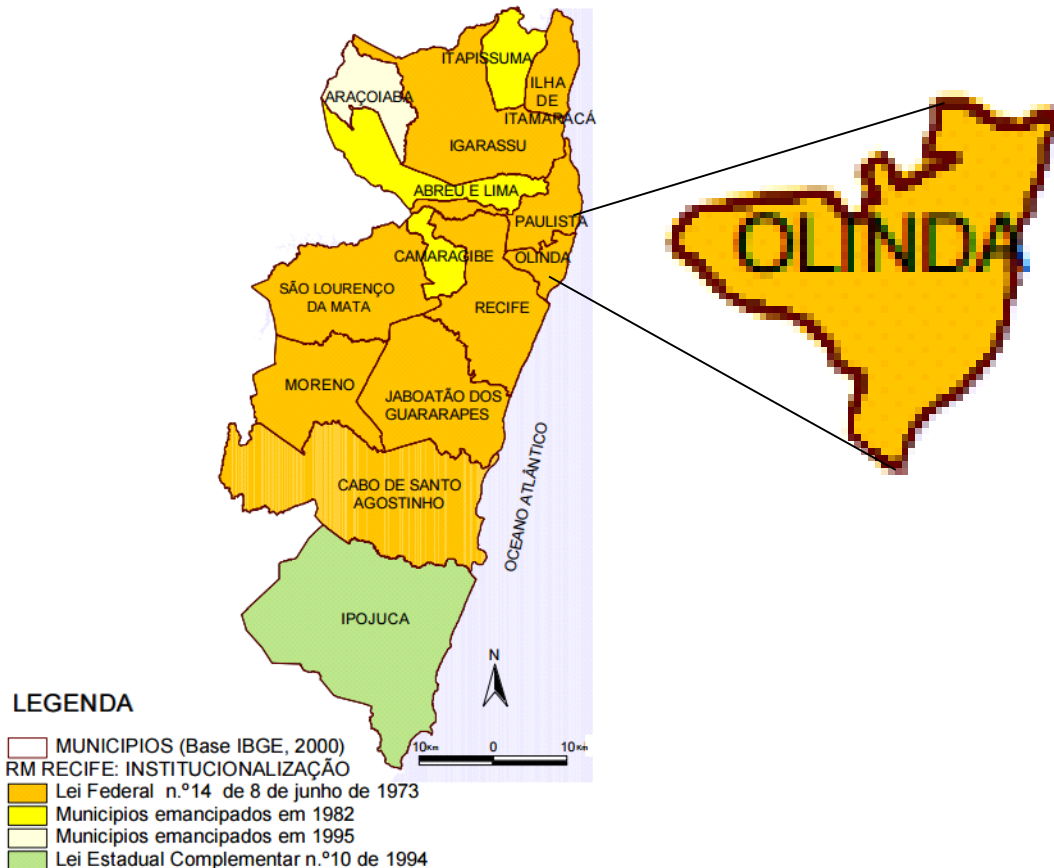 ITAPISSUMA
ILHA
DE
ITAMARACÁ
ARAÇOIABA
IGARASSU
ABREU E LIMA
PAULISTA
OLINDA
CAMARAGIBE
OLINDA
SÃO LOURENÇO
DA MATA
RECIFE
MORENO
JABOATÃO DOS
GUARARAPES
CABO DE SANTO
AGOSTINHO
OCEANO ATLÂNTICO
IPOJUCA
N
10Km 0 10 Km
LEGENDA
MUNICIPIOS (Base IBGE, 2000)
RM RECIFE: INSTITUCIONALIZAÇÃO
Lei Federal n.º14 de 8 de junho de 1973
Municipios emancipados em 1982
Municipios emancipados em 1995
Lei Estadual Complementar n.º10 de 1994